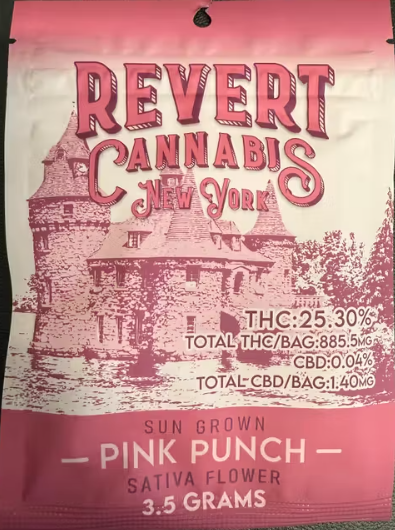 REVERT
CANNABIS
NEW YORK
THC:25.30%
TOTAL THC/BAG:885.5MG
CBD:0.04%
TOTAL CBD/BAG:1.40MG
SUN GROWN
— PINK PUNCH —
SATIVA FLOWER
3.5 GRAMS